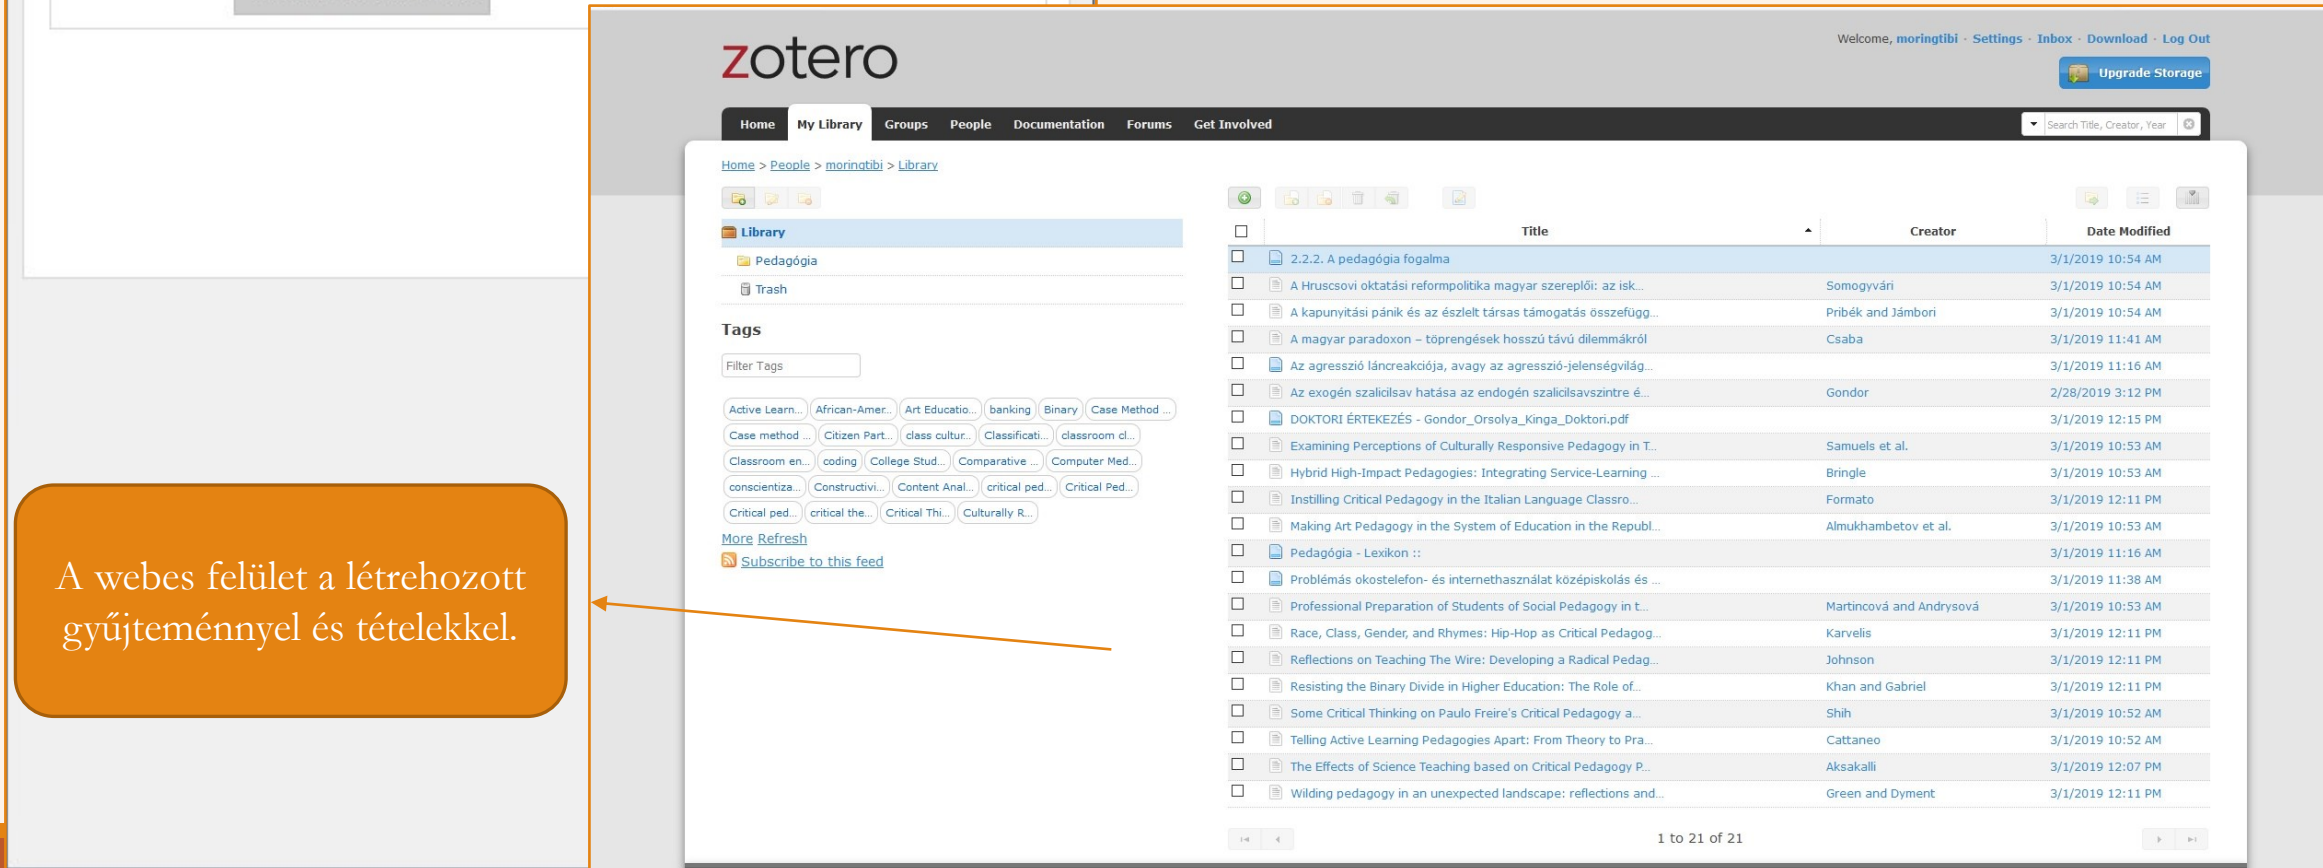 zotero
Welcome, moringtibi · Settings · Inbox · Download · Log Out
Upgrade Storage
Home My Library Groups People Documentation Forums Get Involved
Search Title, Creator, Year
Home > People > moringtibi > Library
Library
Pedagógia
Trash
Tags
Filter Tags
Active Learn... African-Amer... Art Educatio... banking Binary Case Method ...
Case method ... Citizen Part... class cultur... Classificati... classroom cl...
Classroom en... coding College Stud... Comparative ... Computer Med...
conscientiza... Constructivi... Content Anal... critical ped... Critical Ped...
Critical ped... critical the... Critical Thi... Culturally R...
More Refresh
Subscribe to this feed
Title Creator Date Modified
2.2.2. A pedagógia fogalma 3/1/2019 10:54 AM
A Hruscsovi oktatási reformpolitika magyar szereplői: az isk... Somogyvári 3/1/2019 10:54 AM
A kapunyitási pánik és az észlelt társas támogatás összefügg... Pribék and Jámbori 3/1/2019 10:54 AM
A magyar paradoxon – töprengések hosszú távú dilemmákról Csaba 3/1/2019 11:41 AM
Az agresszió láncreakciója, avagy az agresszió-jelenségvilág... 3/1/2019 11:16 AM
Az exogén szalicilsav hatása az endogén szalicilsavszintre é... Gondor 2/28/2019 3:12 PM
DOKTORI ÉRTEKEZÉS - Gondor_Orsolya_Kinga_Doktori.pdf 3/1/2019 12:15 PM
Examining Perceptions of Culturally Responsive Pedagogy in T... Samuels et al. 3/1/2019 10:53 AM
Hybrid High-Impact Pedagogies: Integrating Service-Learning ... Bringle 3/1/2019 10:53 AM
Instilling Critical Pedagogy in the Italian Language Classro... Formato 3/1/2019 12:11 PM
Making Art Pedagogy in the System of Education in the Republ... Almukhambetov et al. 3/1/2019 10:53 AM
Pedagógia - Lexikon :: 3/1/2019 11:16 AM
Problémás okostelefon- és internethasználat középiskolás és ... 3/1/2019 11:38 AM
Professional Preparation of Students of Social Pedagogy in t... Martincová and Andrysová 3/1/2019 10:53 AM
Race, Class, Gender, and Rhymes: Hip-Hop as Critical Pedagog... Karvelis 3/1/2019 12:11 PM
Reflections on Teaching The Wire: Developing a Radical Pedag... Johnson 3/1/2019 12:11 PM
Resisting the Binary Divide in Higher Education: The Role of... Khan and Gabriel 3/1/2019 12:11 PM
Some Critical Thinking on Paulo Freire's Critical Pedagogy a... Shih 3/1/2019 10:52 AM
Telling Active Learning Pedagogies Apart: From Theory to Pra... Cattaneo 3/1/2019 10:52 AM
The Effects of Science Teaching based on Critical Pedagogy P... Aksakalli 3/1/2019 12:07 PM
Wilding pedagogy in an unexpected landscape: reflections and... Green and Dyment 3/1/2019 12:11 PM
1 to 21 of 21
A webes felület a létrehozott
gyűjteménnyel és tételekkel.